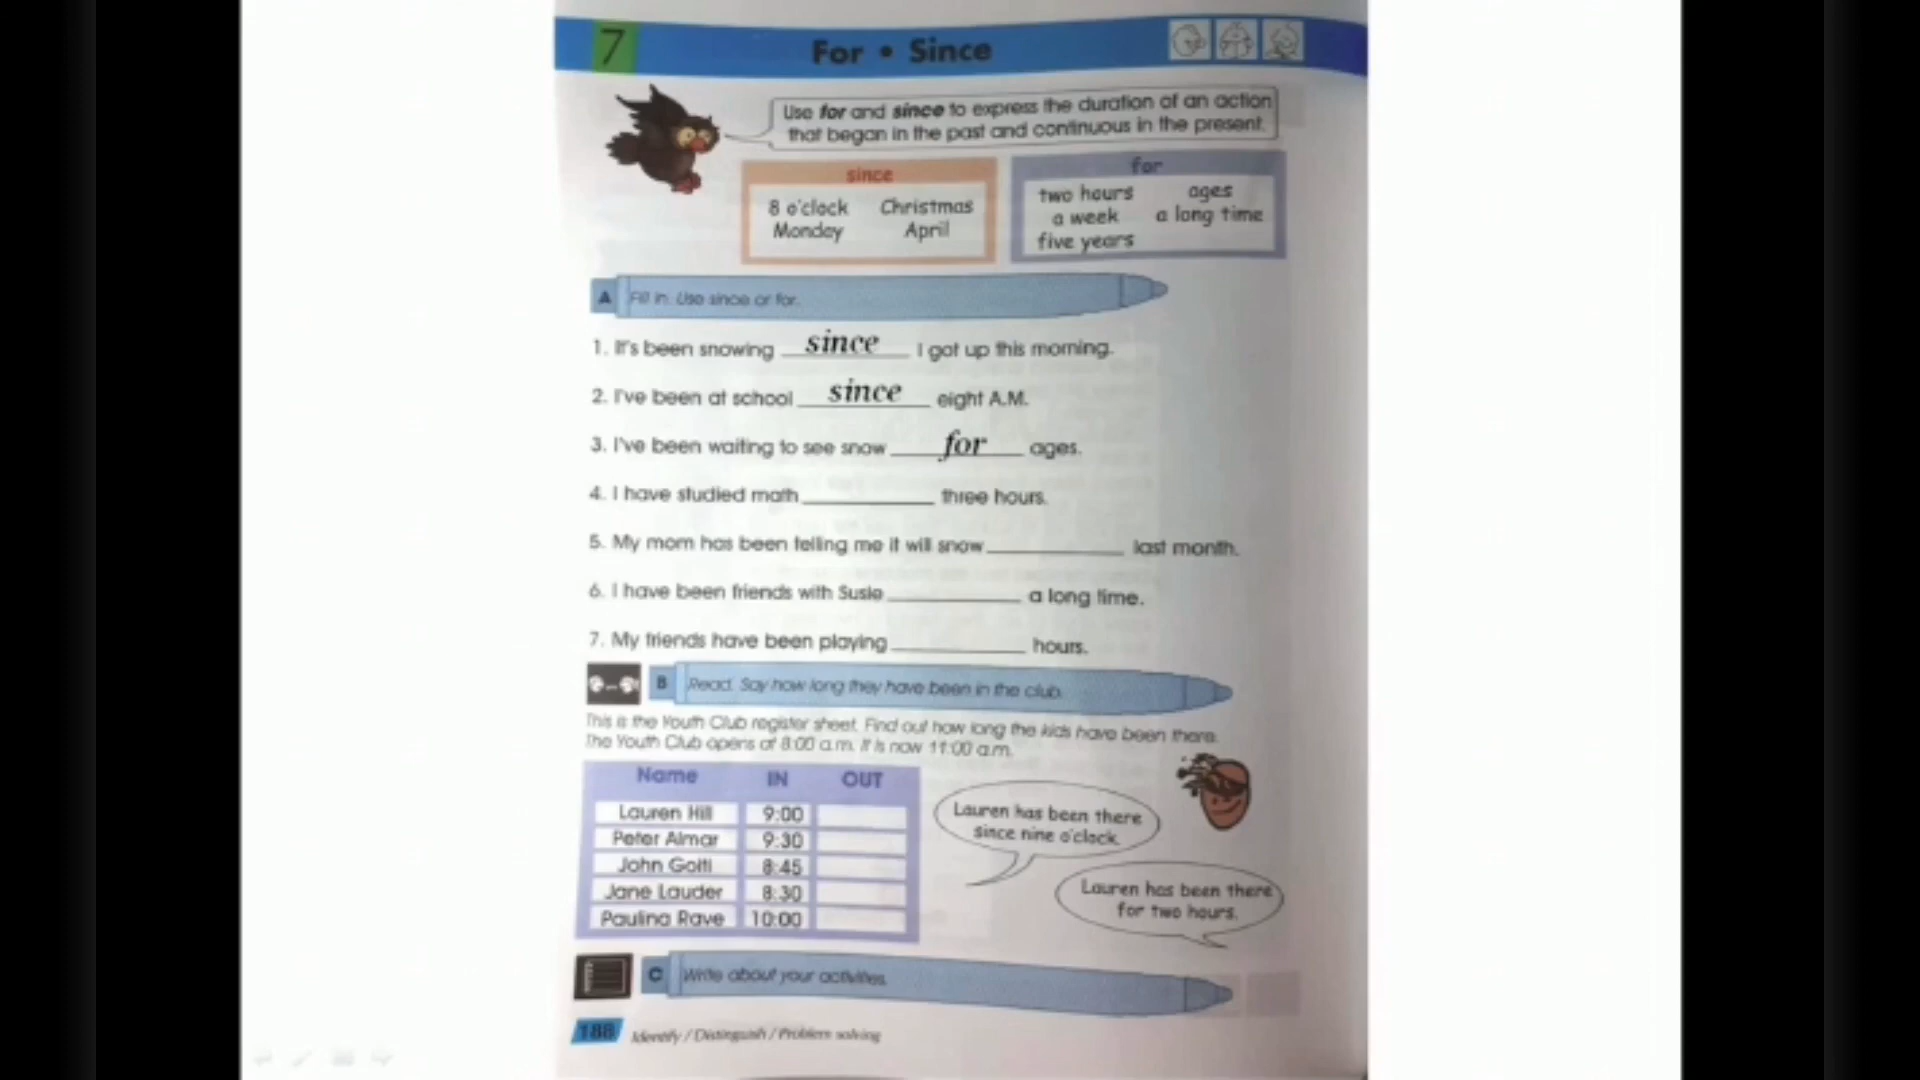 7
For • Since
Use for and since to express the duration of an action
that began in the past and continuous in the present.
since
8 o'clock Christmas
Monday April
for
two hours ages
a week a long time
five years
A Fill in. Use since or for.
1. It's been snowing since I got up this morning.
2. I've been at school since eight A.M.
3. I've been waiting to see snow for ages.
4. I have studied math __________ three hours.
5. My mom has been telling me it will snow __________ last month.
6. I have been friends with Susie __________ a long time.
7. My friends have been playing __________ hours.
B Read. Say how long they have been in the club.
This is the Youth Club register sheet. Find out how long the kids have been there.
The Youth Club opens at 8:00 a.m. It is now 11:00 a.m.
Name IN OUT
Lauren Hill 9:00
Peter Almar 9:30
John Golti 8:45
Jane Lauder 8:30
Paulina Rave 10:00
Lauren has been there
since nine o'clock.
Lauren has been there
for two hours.
C Write about your activities.
188 Identify / Distinguish / Problem solving